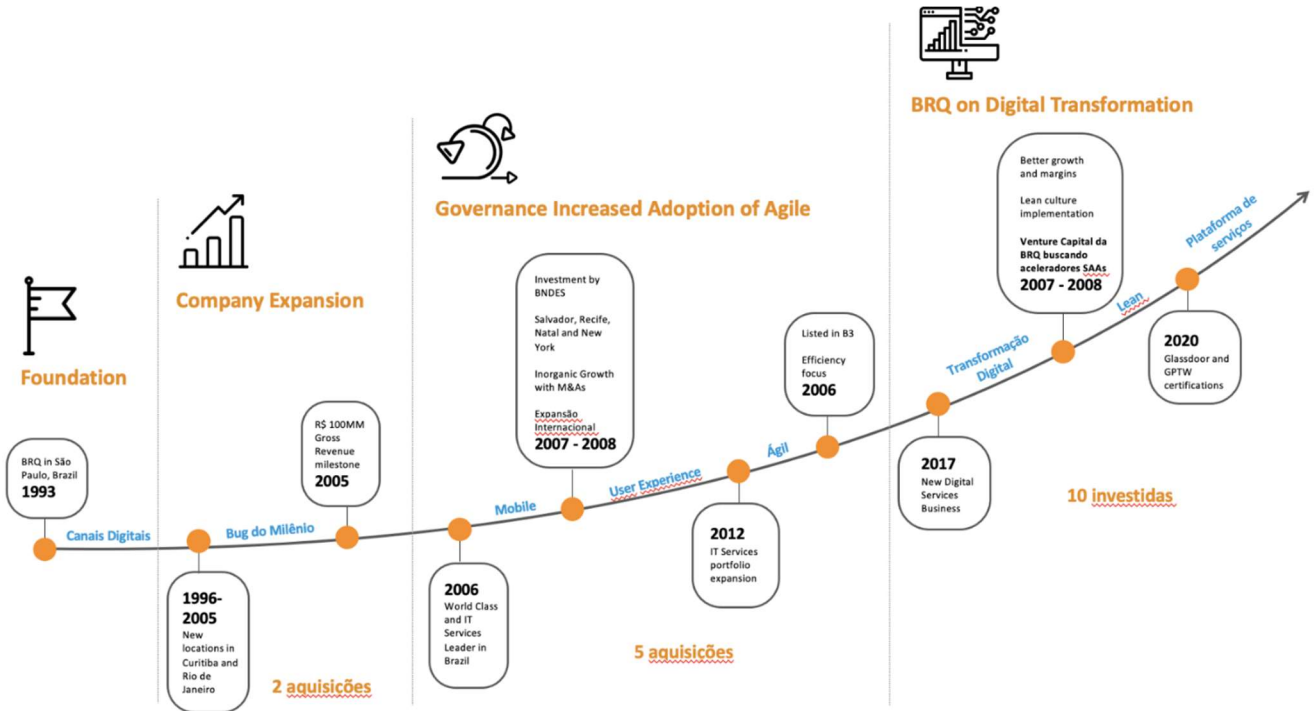 Foundation
BRQ in São
Paulo, Brazil
1993
Canais Digitais
Company Expansion
1996-
2005
New
locations in
Curitiba and
Rio de
Janeiro
Bug do Milênio
R$ 100MM
Gross
Revenue
milestone
2005
2 aquisições
Governance Increased Adoption of Agile
2006
World Class
and IT
Services
Leader in
Brazil
Mobile
Investment by
BNDES
Salvador, Recife,
Natal and New
York
Inorganic Growth
with M&As
Expansão
Internacional
2007 - 2008
User Experience
2012
IT Services
portfolio
expansion
Ágil
Listed in B3
Efficiency
focus
2006
5 aquisições
BRQ on Digital Transformation
2017
New Digital
Services
Business
Transformação
Digital
Better growth
and margins
Lean culture
implementation
Venture Capital da
BRQ buscando
aceleradores SAAs
2007 - 2008
Lean
2020
Glassdoor and
GPTW
certifications
Plataforma de
serviços
10 investidas